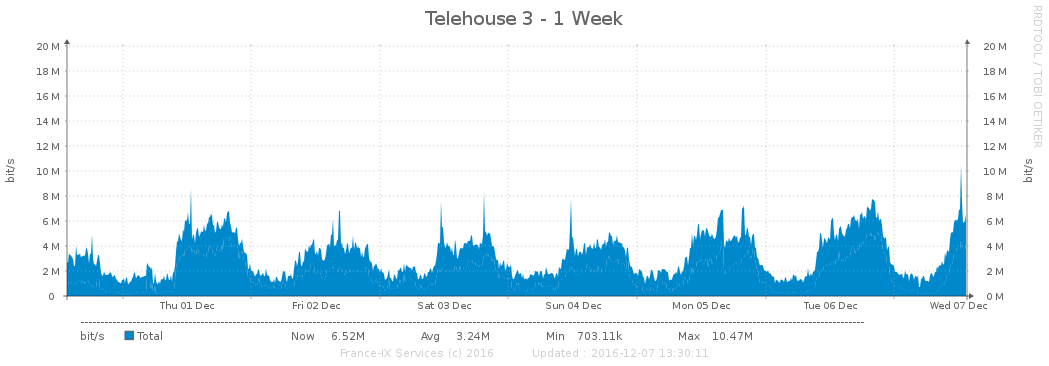 Telehouse 3 - 1 Week
RRDTOOL / TOBI OETIKER
bit/s
20 M 20 M
18 M 18 M
16 M 16 M
14 M 14 M
12 M 12 M
10 M 10 M
8 M 8 M
6 M 6 M
4 M 4 M
2 M 2 M
0 0 M
bit/s
Thu 01 Dec Fri 02 Dec Sat 03 Dec Sun 04 Dec Mon 05 Dec Tue 06 Dec Wed 07 Dec
bit/s Total Now 6.52M Avg 3.24M Min 703.11k Max 10.47M
France-IX Services (c) 2016 Updated : 2016-12-07 13:30:11